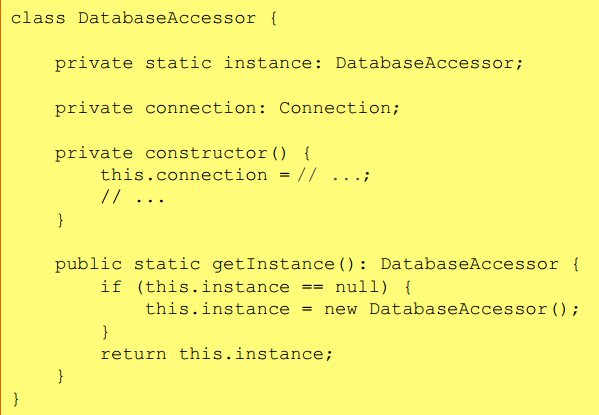 class DatabaseAccessor {
private static instance: DatabaseAccessor;
private connection: Connection;
private constructor() {
this.connection = // ...;
// ...
}
public static getInstance(): DatabaseAccessor {
if (this.instance == null) {
this.instance = new DatabaseAccessor();
}
return this.instance;
}
}